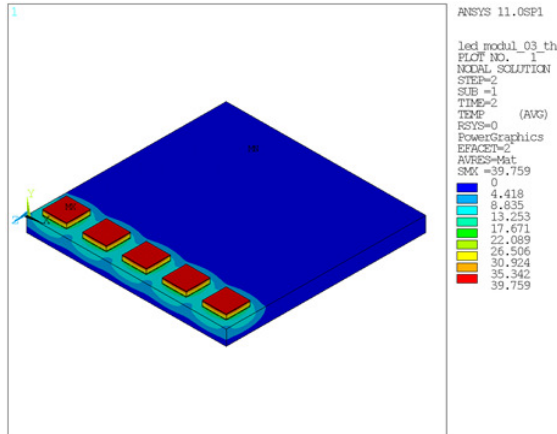 1
ANSYS 11.0SP1
led_modul_03_th
PLOT NO. 1
NODAL SOLUTION
STEP=2
SUB =1
TIME=2
TEMP (AVG)
RSYS=0
PowerGraphics
EFACET=2
AVRES=Mat
SMX =39.759
0
4.418
8.835
13.253
17.671
22.089
26.506
30.924
35.342
39.759
Y
MX